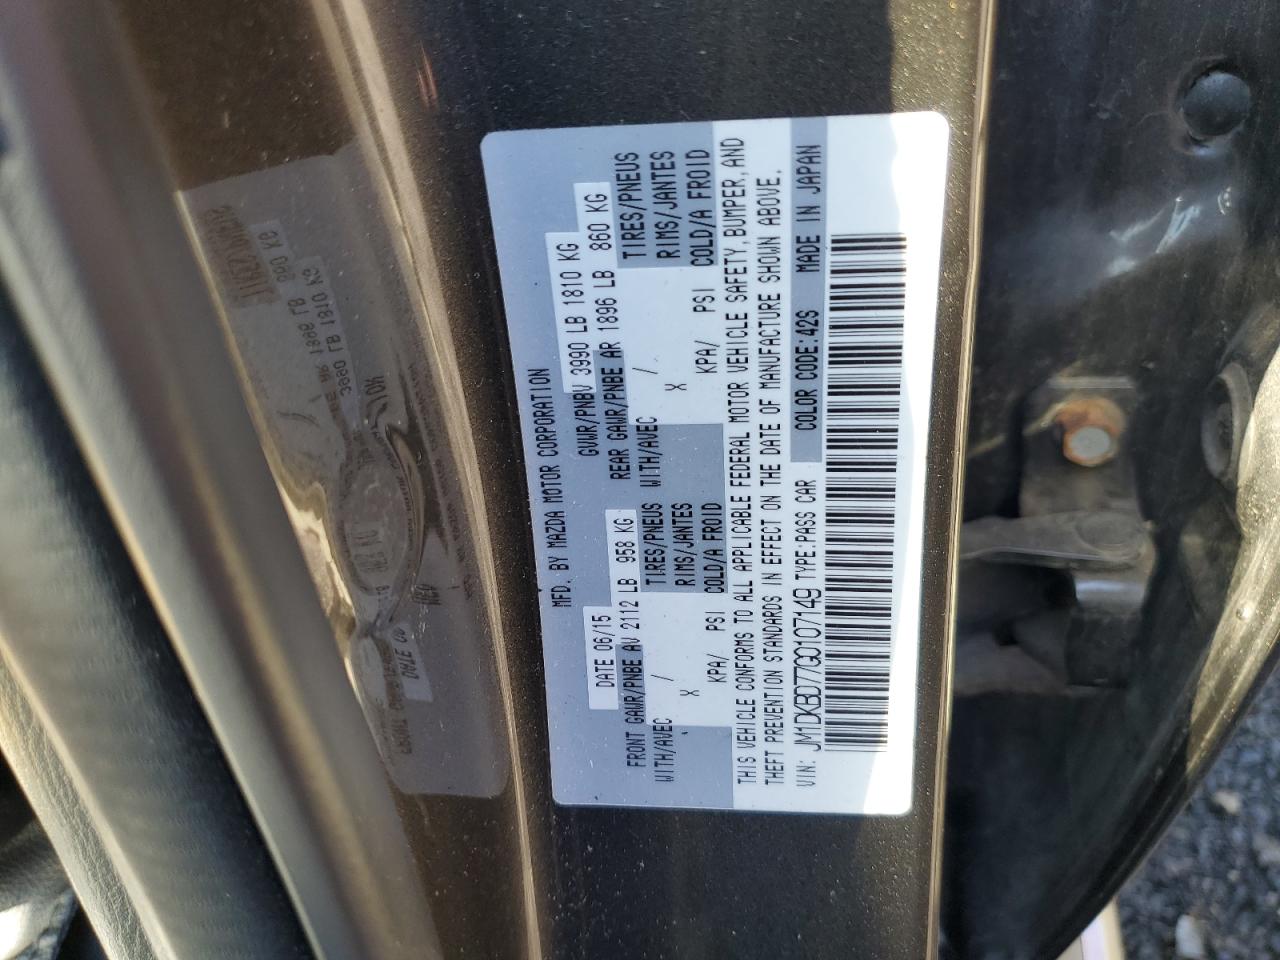 MFD. BY MAZDA MOTOR CORPORATION
DATE 06/15 GVWR/PNBV 3990 LB 1810 KG
FRONT GAWR/PNBE AV 2112 LB 958 KG REAR GAWR/PNBE AR 1896 LB 860 KG
WITH/AVEC / TIRES/PNEUS WITH/AVEC / TIRES/PNEUS
X RIMS/JANTES X RIMS/JANTES
KPA/ PSI COLD/A FROID KPA/ PSI COLD/A FROID
THIS VEHICLE CONFORMS TO ALL APPLICABLE FEDERAL MOTOR VEHICLE SAFETY, BUMPER, AND
THEFT PREVENTION STANDARDS IN EFFECT ON THE DATE OF MANUFACTURE SHOWN ABOVE.
VIN: JM1DKBD77G0107149 TYPE:PASS CAR COLOR CODE:42S MADE IN JAPAN